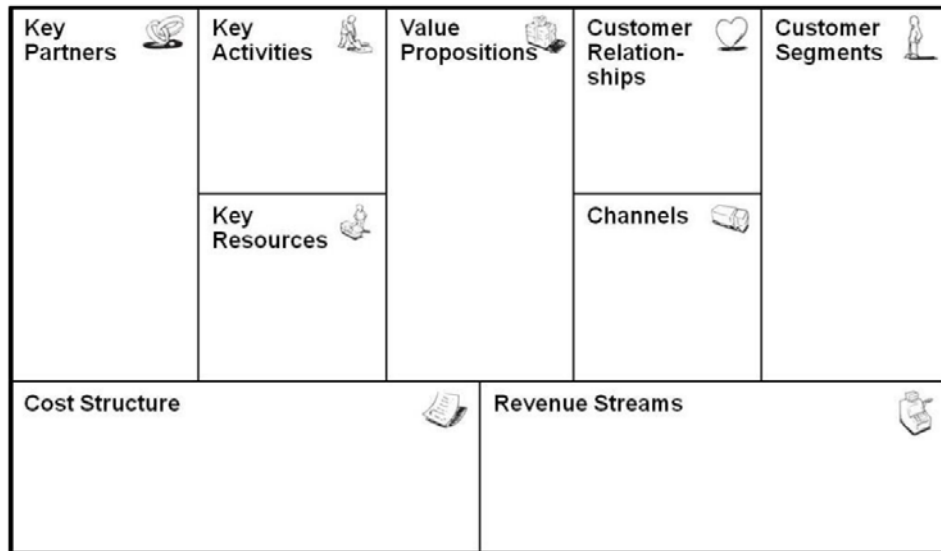 Key
Partners
Key
Activities
Value
Propositions
Customer
Relation-
ships
Customer
Segments
Key
Resources
Channels
Cost Structure
Revenue Streams